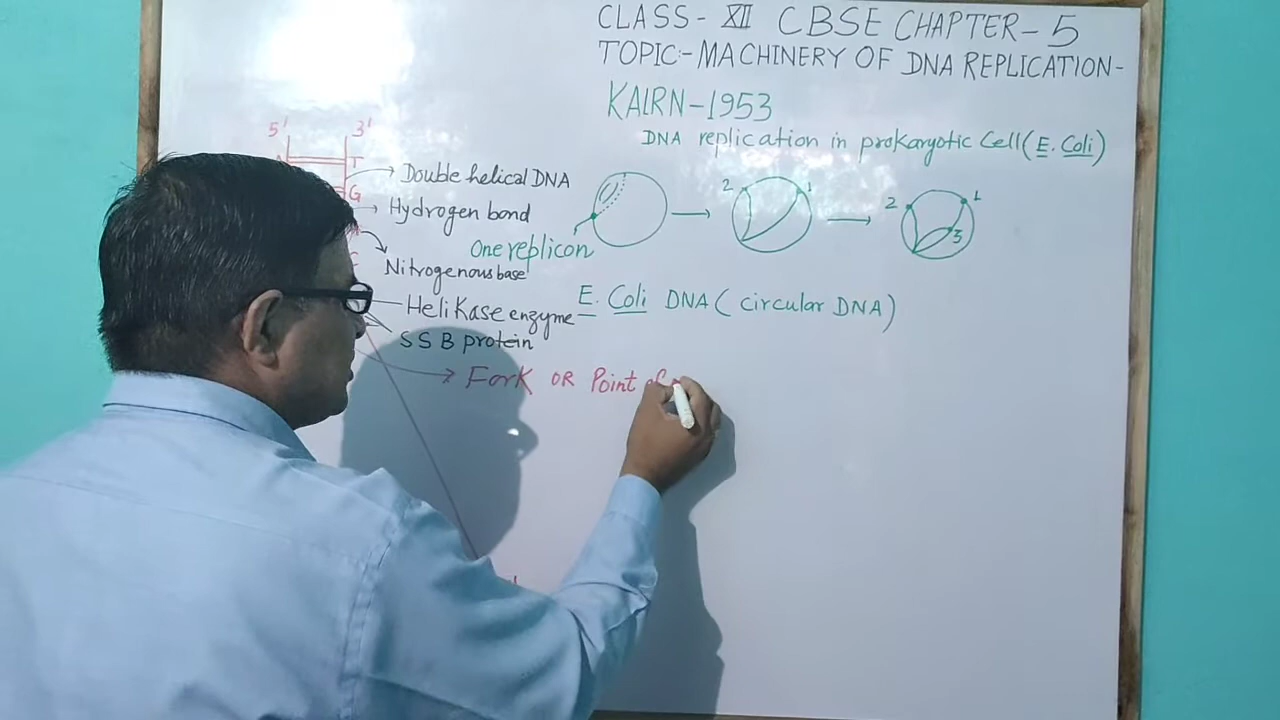 CLASS- XII CBSE CHAPTER-5
TOPIC:-MACHINERY OF DNA REPLICATION-
KAIRN-1953
DNA replication in prokaryotic Cell(E. Coli)
5' 3'
T
Double helical DNA
G
Hydrogen bond
2 1
2 1
3
One replicon
Nitrogenous base
E. Coli DNA (circular DNA)
Helikase enzyme
SSB protein
Fork OR Point of